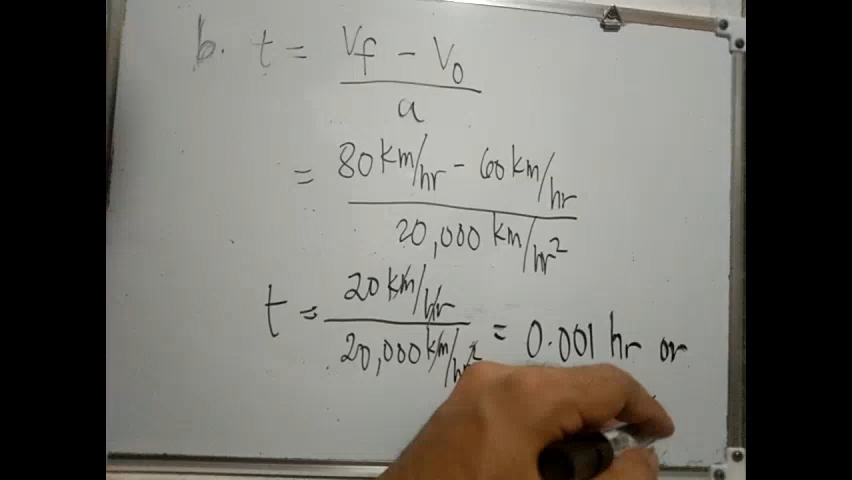 b. t = Vf - Vo
a
= 80 km/hr - 60 km/hr
20,000 km/hr²
t = 20 km/hr
20,000 km/hr² = 0.001 hr or